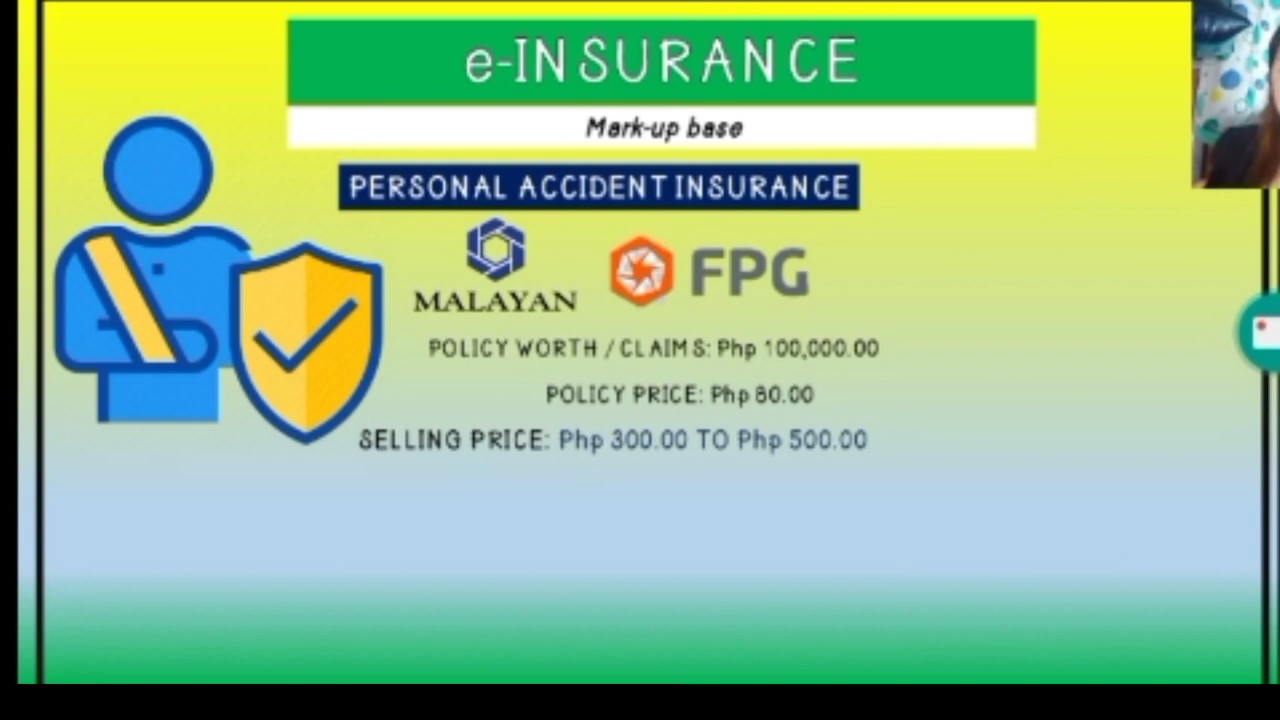 e-INSURANCE
Mark-up base
PERSONAL ACCIDENT INSURANCE
MALAYAN
FPG
POLICY WORTH / CLAIMS: Php 100,000.00
POLICY PRICE: Php 80.00
SELLING PRICE: Php 300.00 TO Php 500.00